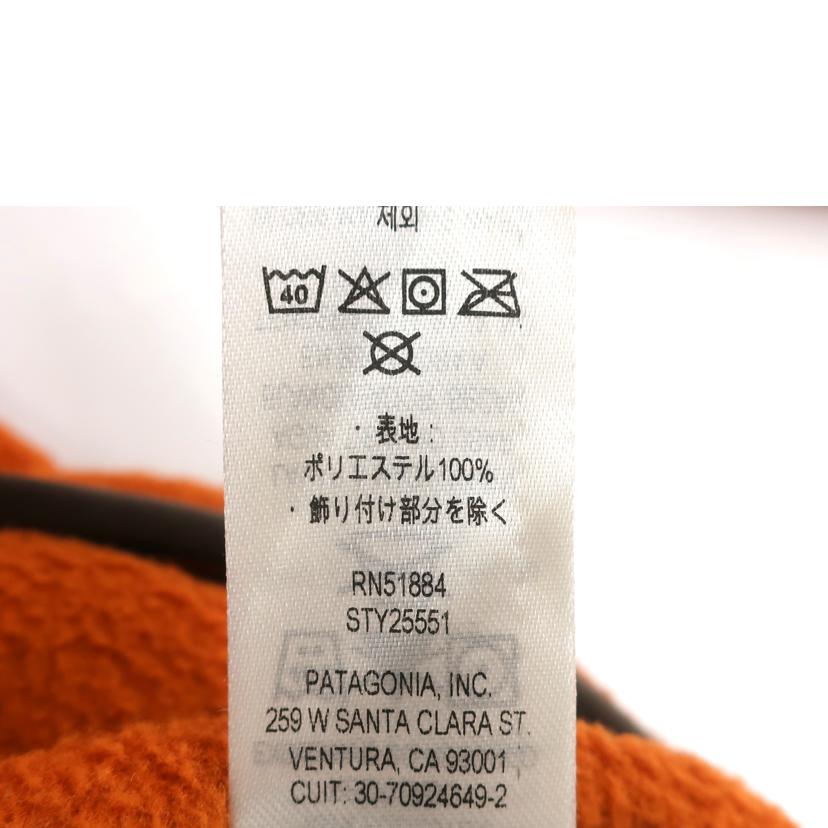 제외
40
・表地：
ポリエステル100%
・飾り付け部分を除く
RN51884
STY25551
PATAGONIA, INC.
259 W SANTA CLARA ST.
VENTURA, CA 93001
CUIT: 30-70924649-2